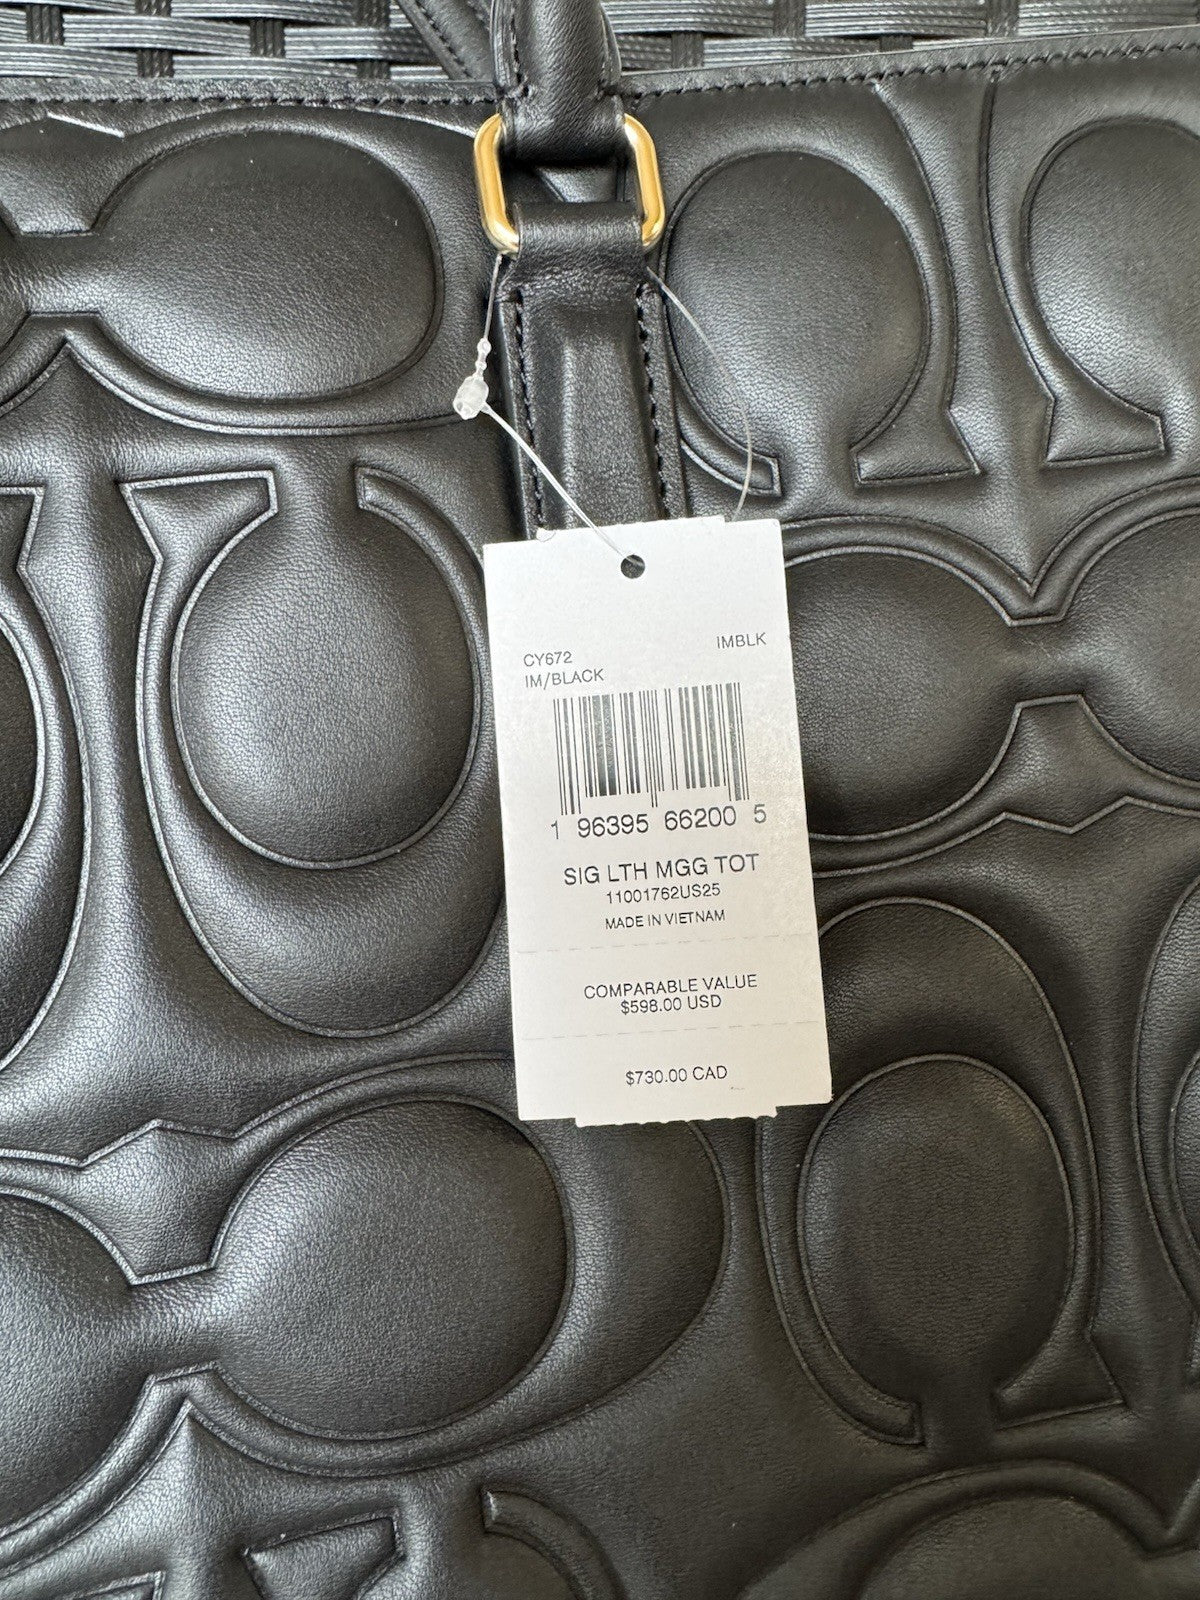 IMBLK
CY672
IM/BLACK
1 96395 66200 5
SIG LTH MGG TOT
11001762US25
MADE IN VIETNAM
COMPARABLE VALUE
$598.00 USD
$730.00 CAD